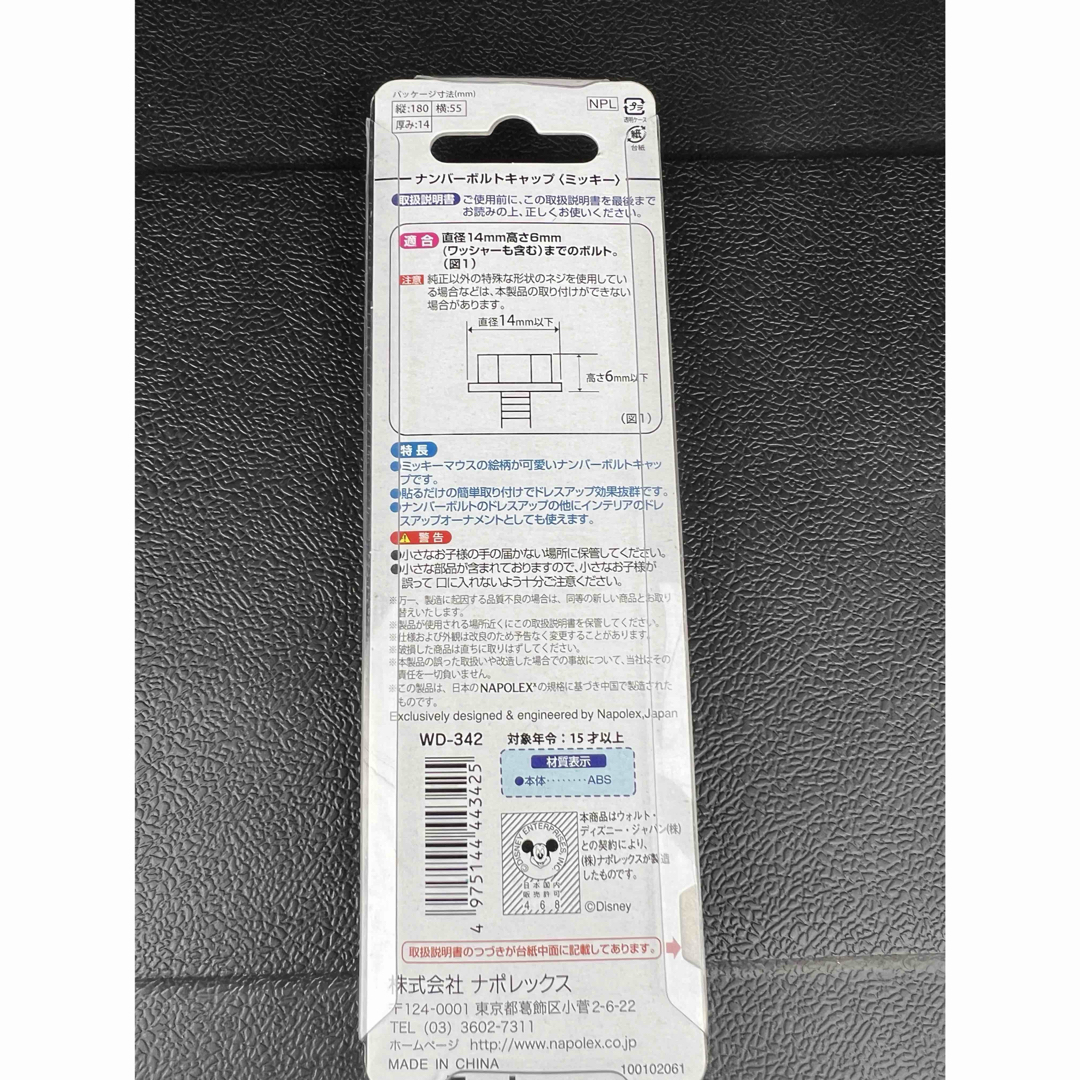 パッケージ寸法(mm)
縦:180 横:55
厚み:14
NPL
プラ
透明ケース
紙
台紙
ナンバーボルトキャップ〈ミッキー〉
取扱説明書 ご使用前に、この取扱説明書を最後まで
お読みの上、正しくお使いください。
適合 直径14mm高さ6mm
(ワッシャーも含む)までのボルト。
(図1)
注意 純正以外の特殊な形状のネジを使用してい
る場合などは、本製品の取り付けができない
場合があります。
直径14mm以下
高さ6mm以下
(図1)
特長
●ミッキーマウスの絵柄が可愛いナンバーボルトキャッ
プです。
●貼るだけの簡単取り付けでドレスアップ効果抜群です。
●ナンバーボルトのドレスアップの他にインテリアのドレ
スアップオーナメントとしても使えます。
警告
●小さなお子様の手の届かない場所に保管してください。
●小さな部品が含まれておりますので、小さなお子様が
誤って口に入れないよう十分ご注意ください。
※万一、製造に起因する品質不良の場合は、同等の新しい商品とお取り
替えいたします。
※製品が使用される場所近くにこの取扱説明書を保管してください。
※仕様および外観は改良のため予告なく変更することがあります。
※破損した商品は直ちに取りはずしてください。
※本製品の誤った取扱いや改造した場合での事故について、当社はその
責任を一切負いません。
※この製品は、日本のNAPOLEXの規格に基づき中国で製造された
ものです。
Exclusively designed & engineered by Napolex,Japan
WD-342 対象年令:15才以上
材質表示
●本体········ABS
4 975144 443425
©DISNEY ENTERPRISES, INC.
日本国内
販売許可
468
本商品はウォルト・
ディズニー・ジャパン(株)
との契約により、
(株)ナポレックスが製造
したものです。
©Disney
取扱説明書のつづきが台紙中面に記載してあります。
株式会社 ナポレックス
〒124-0001 東京都葛飾区小菅2-6-22
TEL (03) 3602-7311
ホームページ http://www.napolex.co.jp
MADE IN CHINA
100102061